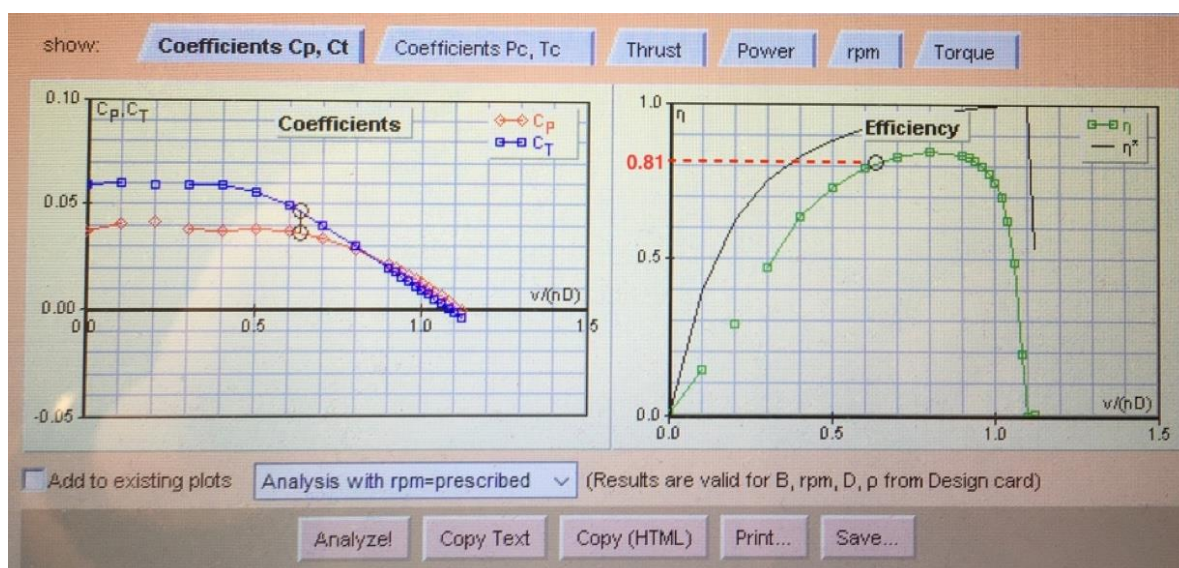 show: Coefficients Cp, Ct Coefficients Pc, Tc Thrust Power rpm Torque
0.10
CP,CT
Coefficients
CP
CT
0.05
0.00
v/(nD)
0.0 0.5 1.0 1.5
-0.05
1.0
η
Efficiency
η
η*
0.81
0.5
0.0
v/(nD)
0.0 0.5 1.0 1.5
Add to existing plots Analysis with rpm=prescribed (Results are valid for B, rpm, D, ρ from Design card)
Analyze! Copy Text Copy (HTML) Print... Save...